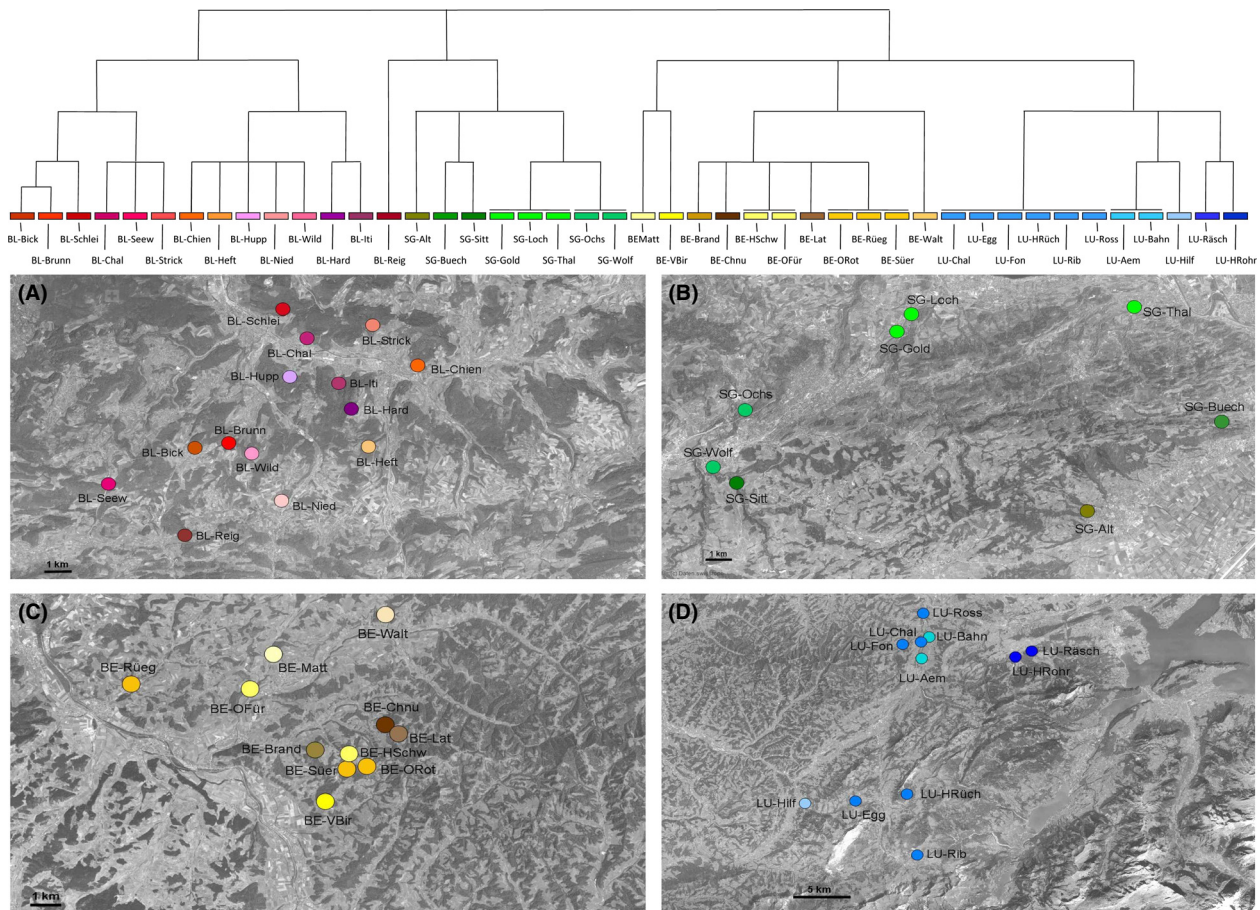 BL-Bick BL-Schlei BL-Seew BL-Chien BL-Hupp BL-Wild BL-Iti SG-Alt SG-Sitt SG-Loch SG-Ochs BEMatt BE-Brand BE-HSchw BE-Lat BE-Rüeg BE-Walt LU-Egg LU-HRüch LU-Ross LU-Bahn LU-Räsch
BL-Brunn BL-Chal BL-Strick BL-Heft BL-Nied BL-Hard BL-Reig SG-Buech SG-Gold SG-Thal SG-Wolf BE-VBir BE-Chnu BE-OFür BE-ORot BE-Süer LU-Chal LU-Fon LU-Rib LU-Aem LU-Hilf LU-HRohr
(A)
BL-Schlei
BL-Strick
BL-Chal
BL-Chien
BL-Hupp
BL-Iti
BL-Hard
BL-Brunn
BL-Bick
BL-Wild
BL-Heft
BL-Seew
BL-Nied
BL-Reig
1 km
(B)
SG-Loch
SG-Thal
SG-Gold
SG-Ochs
SG-Buech
SG-Wolf
SG-Sitt
SG-Alt
1 km
(C)
BE-Walt
BE-Matt
BE-Rüeg
BE-OFür
BE-Chnu
BE-Lat
BE-Brand
BE-HSchw
BE-Süer
BE-ORot
BE-VBir
1 km
(D)
LU-Ross
LU-Chal
LU-Bahn
LU-Fon
LU-Räsch
LU-HRohr
LU-Aem
LU-HRüch
LU-Hilf
LU-Egg
LU-Rib
5 km